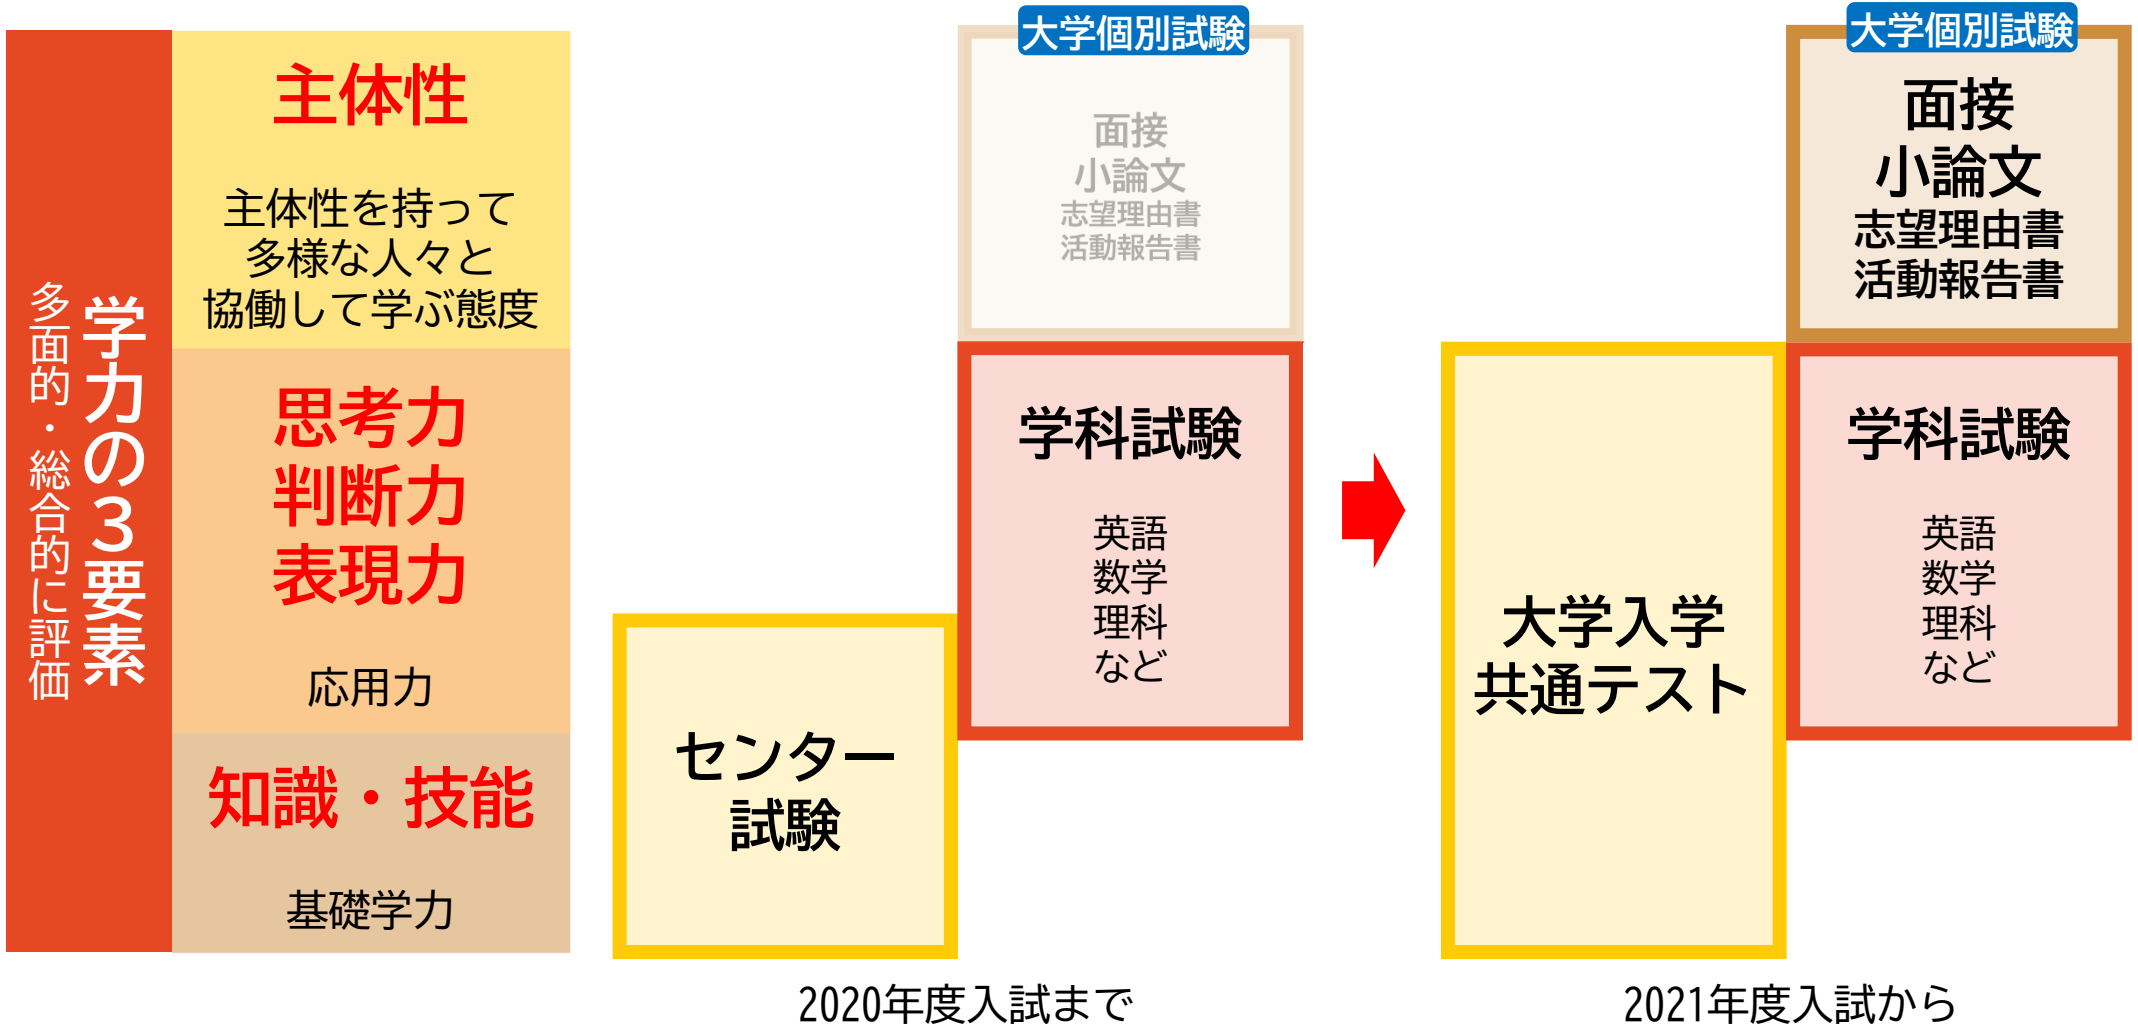 学力の３要素
多面的・総合的に評価
主体性
主体性を持って
多様な人々と
協働して学ぶ態度
思考力
判断力
表現力
応用力
知識・技能
基礎学力
大学個別試験
面接
小論文
志望理由書
活動報告書
学科試験
英語
数学
理科
など
センター
試験
2020年度入試まで
大学個別試験
面接
小論文
志望理由書
活動報告書
学科試験
英語
数学
理科
など
大学入学
共通テスト
2021年度入試から